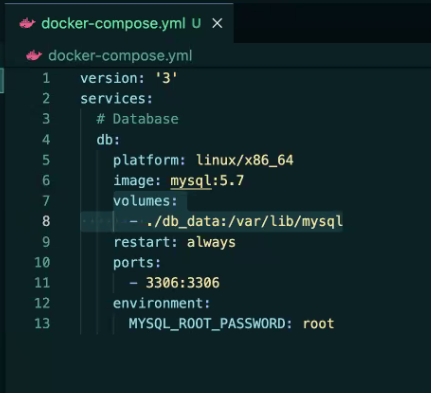 docker-compose.yml U ×
docker-compose.yml
1 version: '3'
2 services:
3   # Database
4   db:
5     platform: linux/x86_64
6     image: mysql:5.7
7     volumes:
8       - ./db_data:/var/lib/mysql
9     restart: always
10     ports:
11       - 3306:3306
12     environment:
13       MYSQL_ROOT_PASSWORD: root